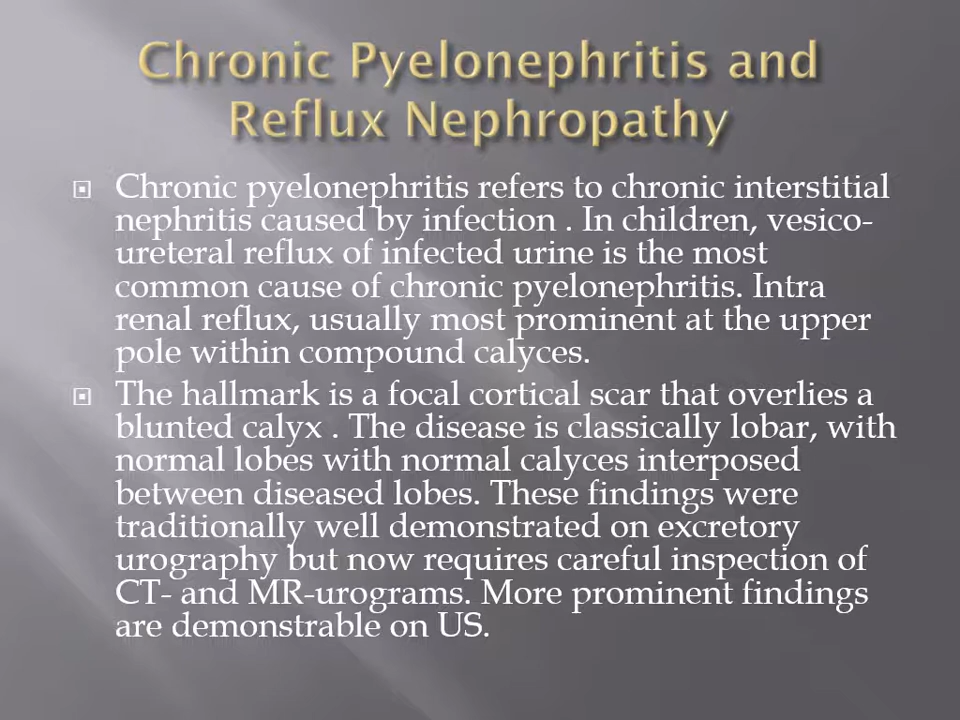 Chronic Pyelonephritis and
Reflux Nephropathy
Chronic pyelonephritis refers to chronic interstitial
nephritis caused by infection . In children, vesico-
ureteral reflux of infected urine is the most
common cause of chronic pyelonephritis. Intra
renal reflux, usually most prominent at the upper
pole within compound calyces.
The hallmark is a focal cortical scar that overlies a
blunted calyx . The disease is classically lobar, with
normal lobes with normal calyces interposed
between diseased lobes. These findings were
traditionally well demonstrated on excretory
urography but now requires careful inspection of
CT- and MR-urograms. More prominent findings
are demonstrable on US.